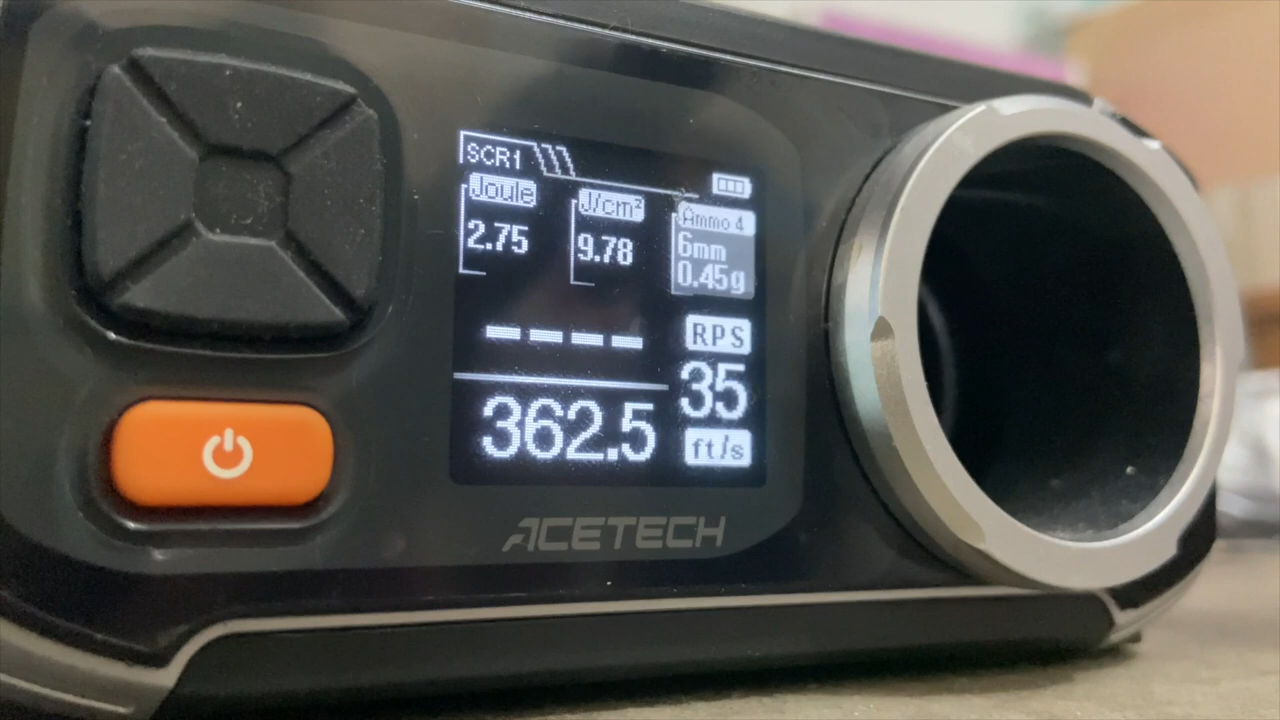 SCR1
Joule J/cm² Ammo 4
2.75 9.78 6mm
0.45g
---- RPS
35
362.5 ft/s
ACETECH